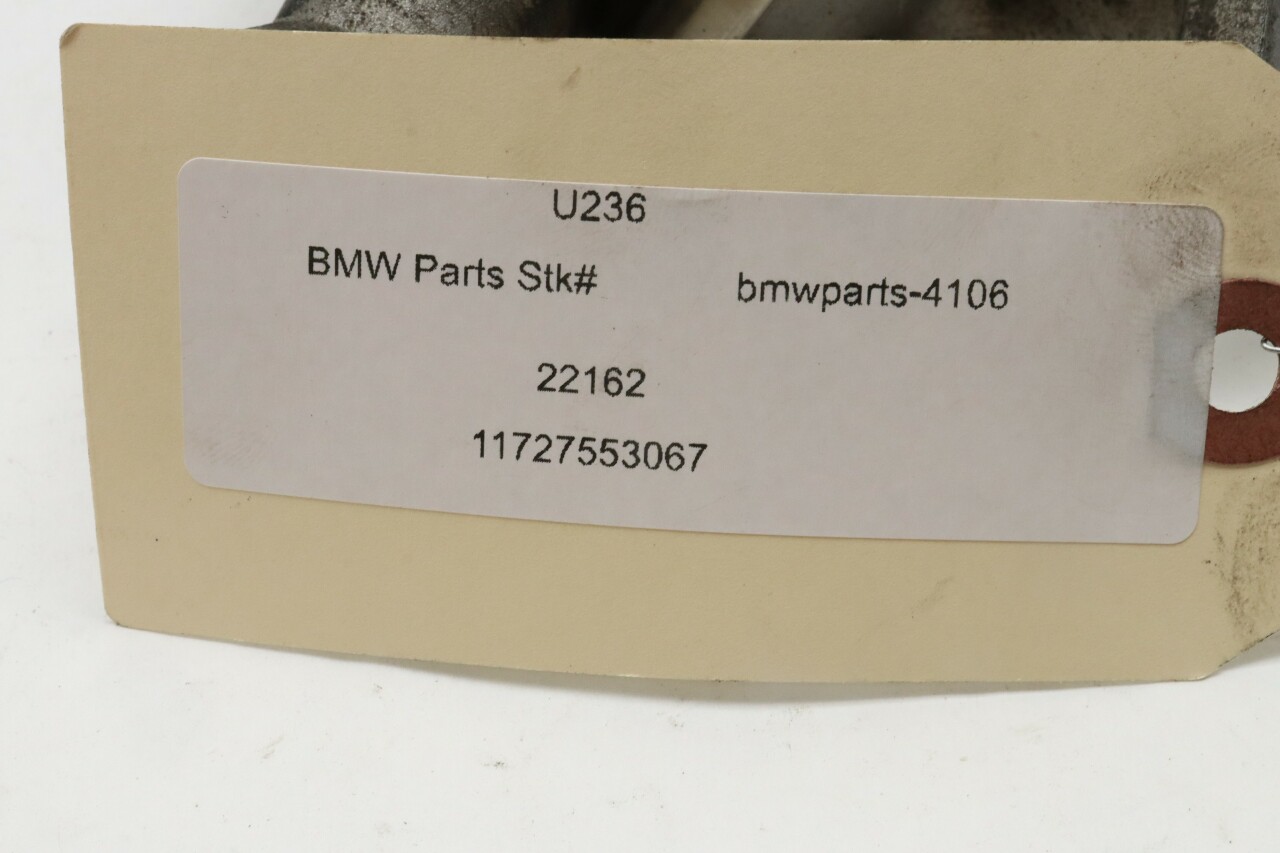 U236
BMW Parts Stk# bmwparts-4106
22162
11727553067